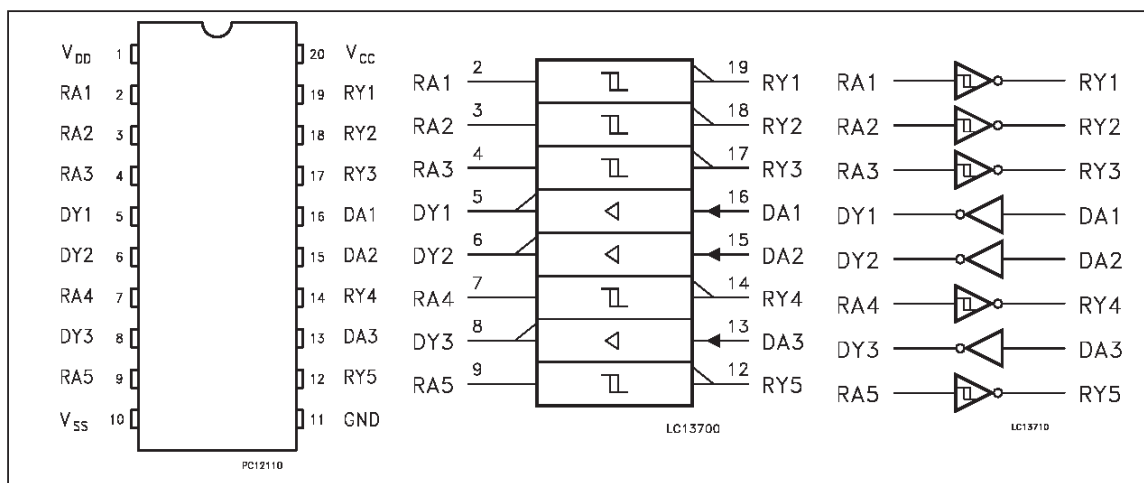 V_DD 1 20 V_CC
RA1 2 19 RY1
RA2 3 18 RY2
RA3 4 17 RY3
DY1 5 16 DA1
DY2 6 15 DA2
RA4 7 14 RY4
DY3 8 13 DA3
RA5 9 12 RY5
V_SS 10 11 GND
PC12110
RA1 2 19 RY1
RA2 3 18 RY2
RA3 4 17 RY3
DY1 5 16 DA1
DY2 6 15 DA2
RA4 7 14 RY4
DY3 8 13 DA3
RA5 9 12 RY5
LC13700
RA1 RY1
RA2 RY2
RA3 RY3
DY1 DA1
DY2 DA2
RA4 RY4
DY3 DA3
RA5 RY5
LC13710